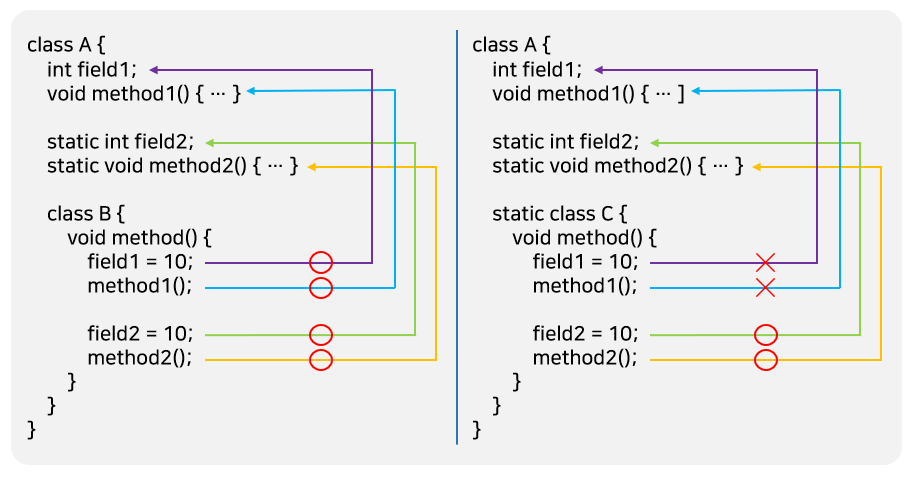 class A {
int field1;
void method1() { ··· }
static int field2;
static void method2() { ··· }
class B {
void method() {
field1 = 10;
method1();
field2 = 10;
method2();
}
}
}
class A {
int field1;
void method1() { ··· ]
static int field2;
static void method2() { ··· }
static class C {
void method() {
field1 = 10;
method1();
field2 = 10;
method2();
}
}
}